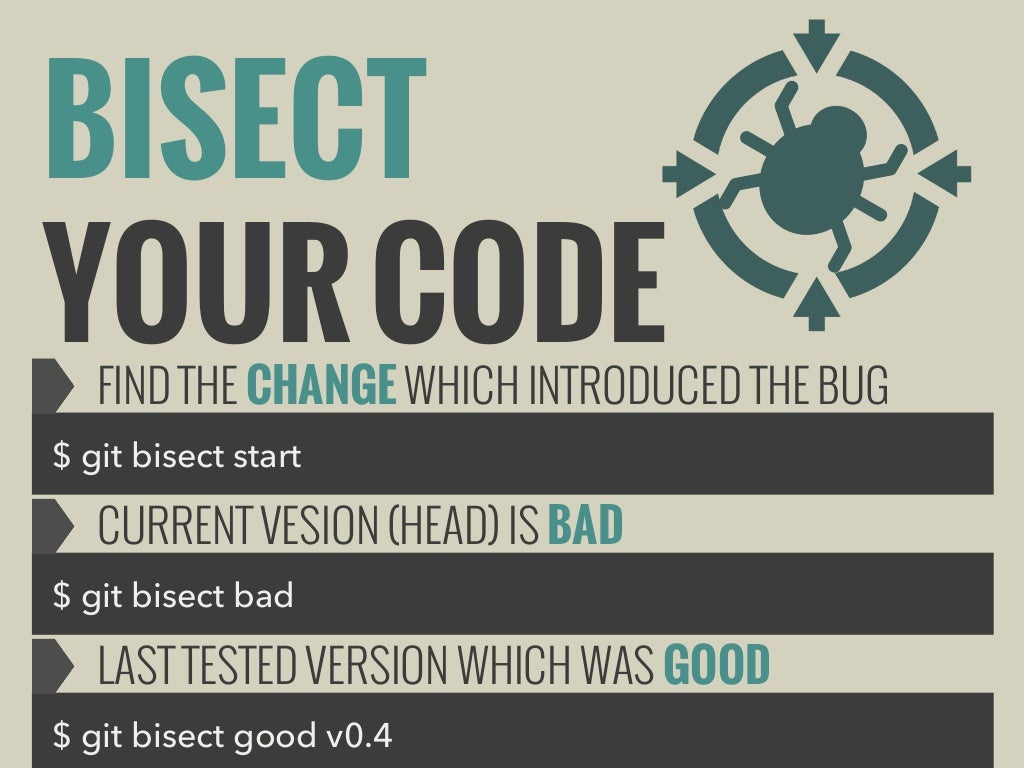 BISECT
YOUR CODE
FIND THE CHANGE WHICH INTRODUCED THE BUG
$ git bisect start
CURRENT VESION (HEAD) IS BAD
$ git bisect bad
LAST TESTED VERSION WHICH WAS GOOD
$ git bisect good v0.4